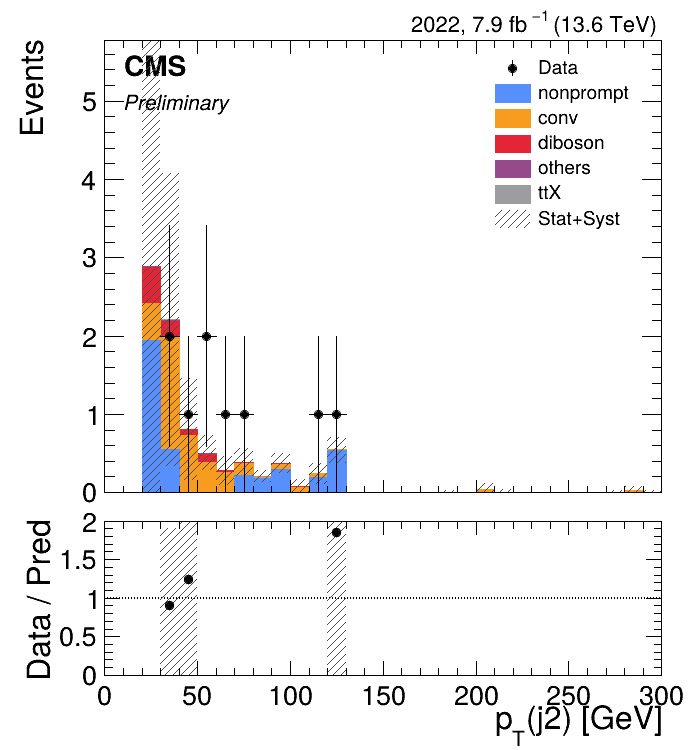 2022, 7.9 fb⁻¹ (13.6 TeV)
CMS
Preliminary
Events
Data
nonprompt
conv
diboson
others
ttX
Stat+Syst
5
4
3
2
1
0
Data / Pred
2
1.5
1
0.5
0
0 50 100 150 200 250 300
p_T(j2) [GeV]